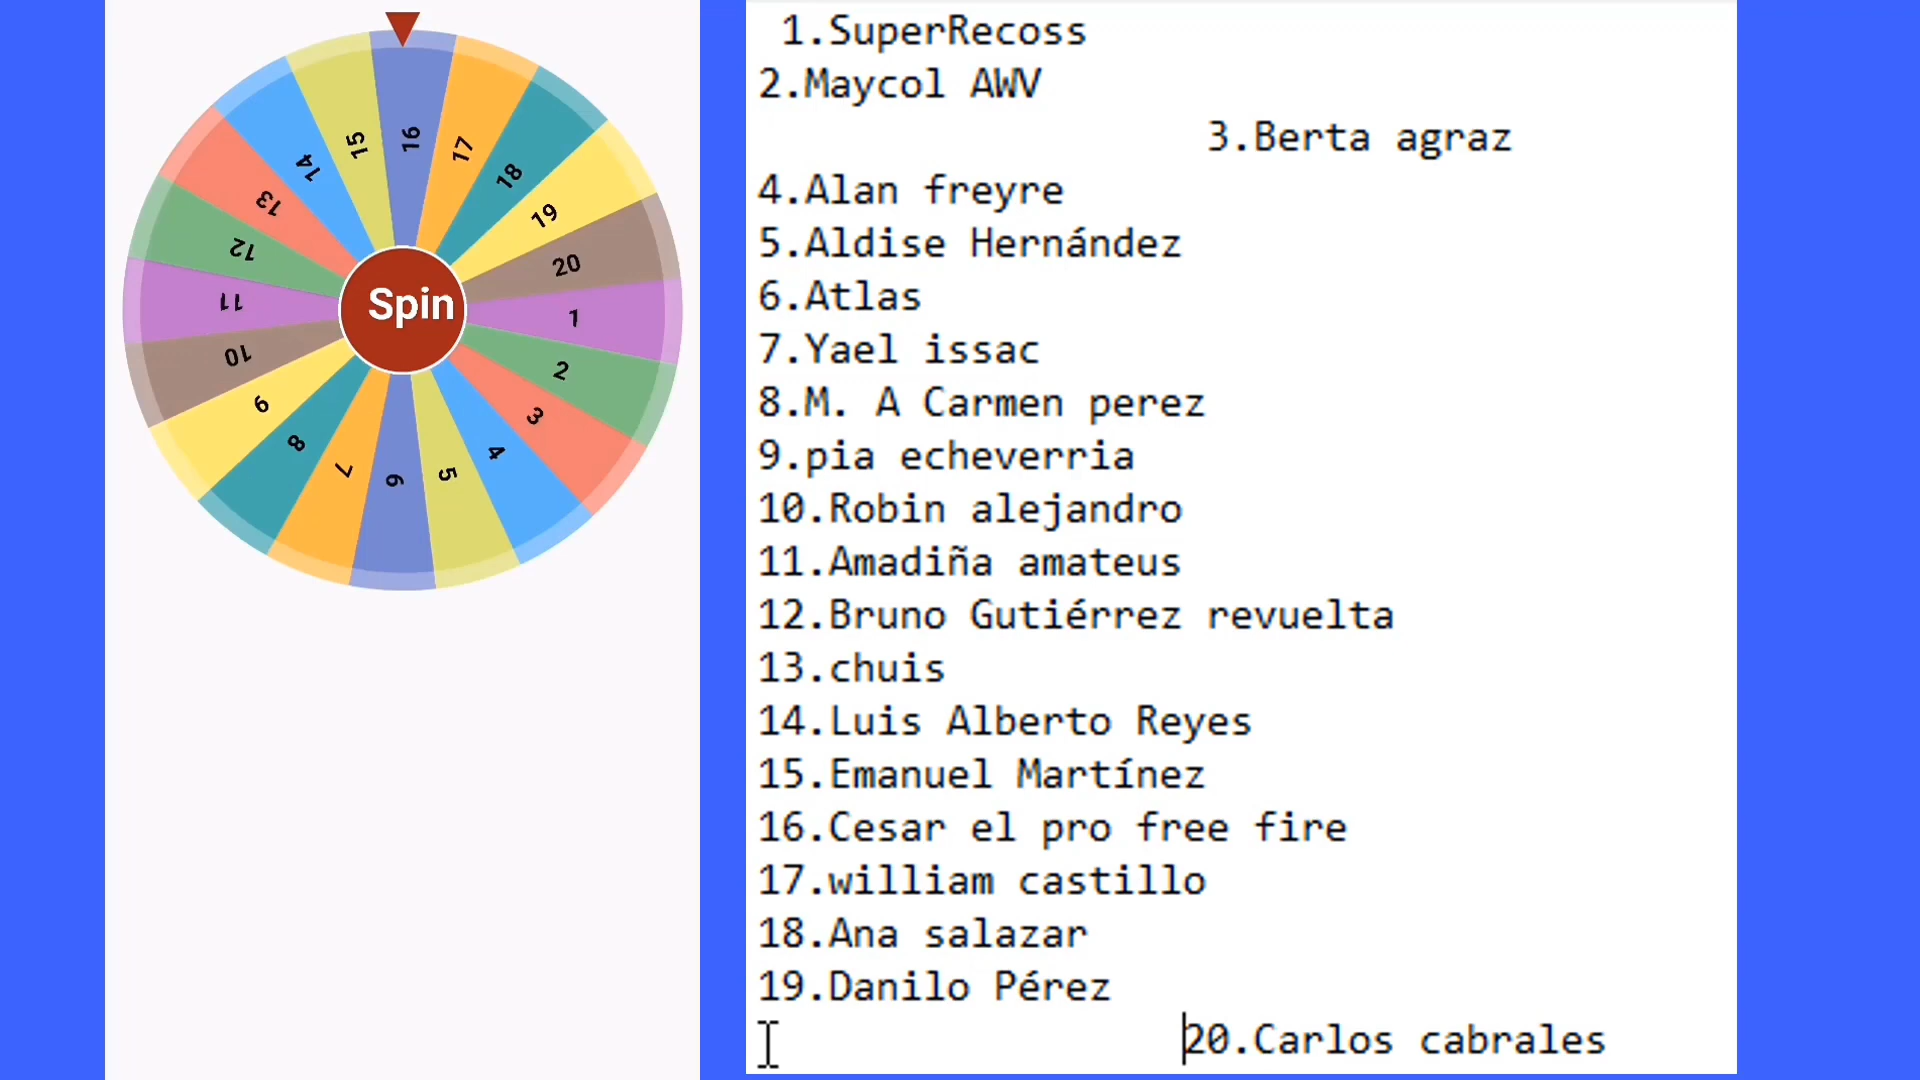 1.SuperRecoss
2.Maycol AWV
3.Berta agraz
4.Alan freyre
5.Aldise Hernández
6.Atlas
7.Yael issac
8.M. A Carmen perez
9.pia echeverria
10.Robin alejandro
11.Amadiña amateus
12.Bruno Gutiérrez revuelta
13.chuis
14.Luis Alberto Reyes
15.Emanuel Martínez
16.Cesar el pro free fire
17.william castillo
18.Ana salazar
19.Danilo Pérez
20.Carlos cabrales
Spin
1
2
3
4
5
6
7
8
9
10
11
12
13
14
15
16
17
18
19
20